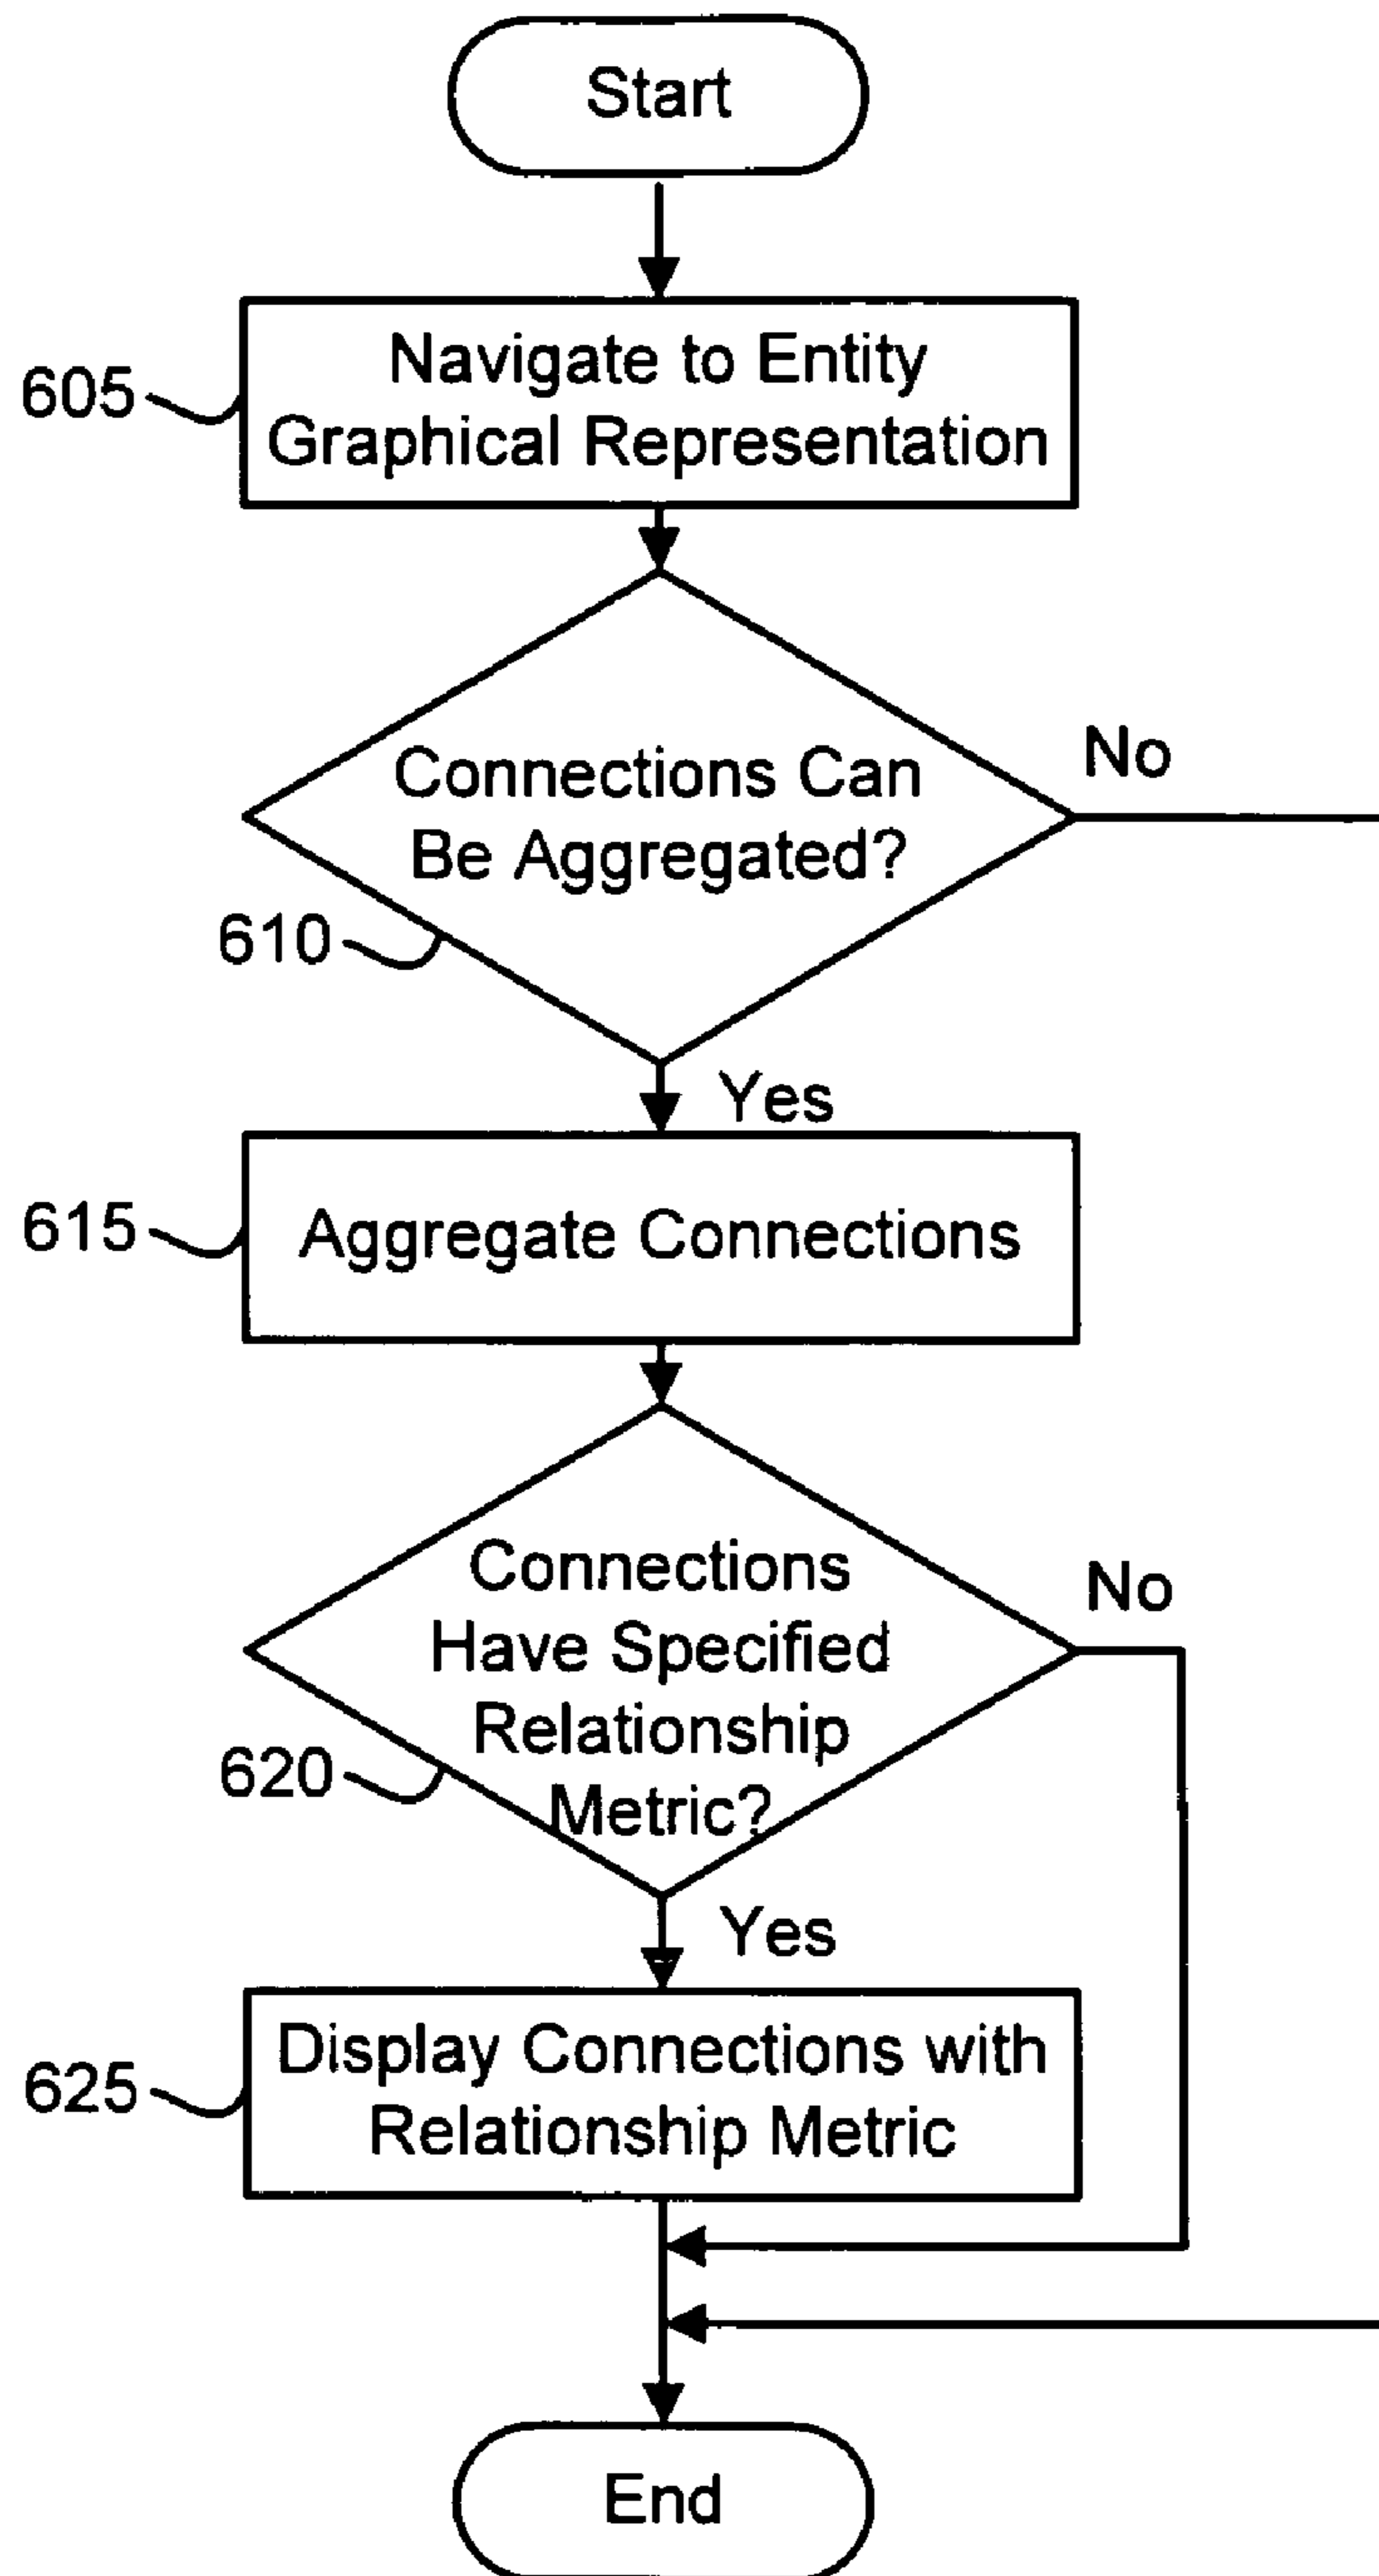 Start
605
Navigate to Entity
Graphical Representation
Connections Can
Be Aggregated?
No
610
Yes
615
Aggregate Connections
Connections
Have Specified
Relationship
Metric?
No
620
Yes
625
Display Connections with
Relationship Metric
End